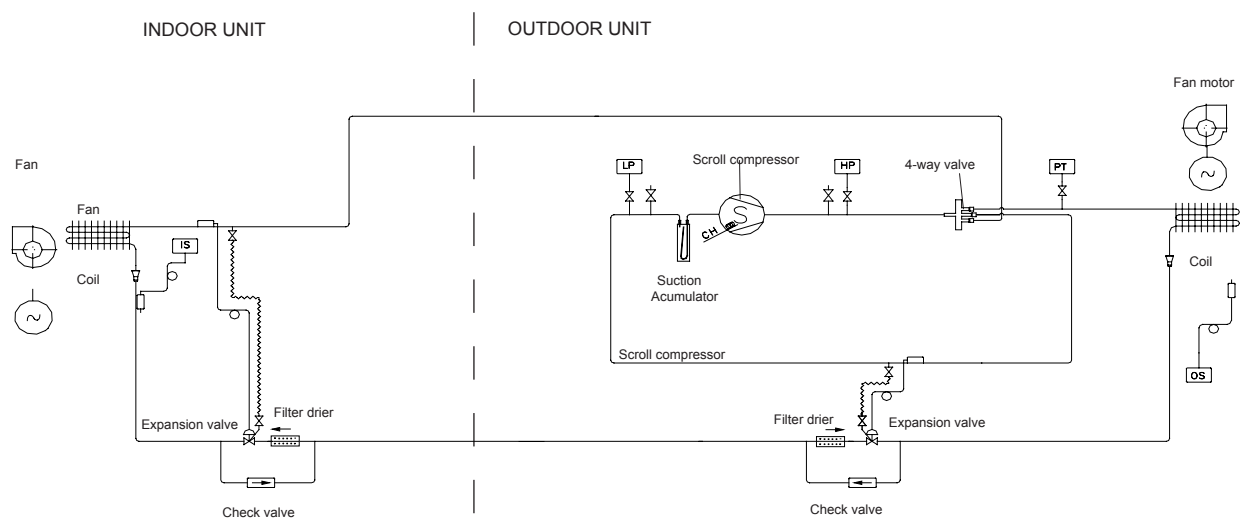 INDOOR UNIT
OUTDOOR UNIT
Fan motor
Fan
LP
Scroll compressor
HP
4-way valve
PT
Fan
S
CH
IS
Coil
Suction
Acumulator
Coil
Scroll compressor
OS
Expansion valve
Filter drier
Filter drier
Expansion valve
Check valve
Check valve